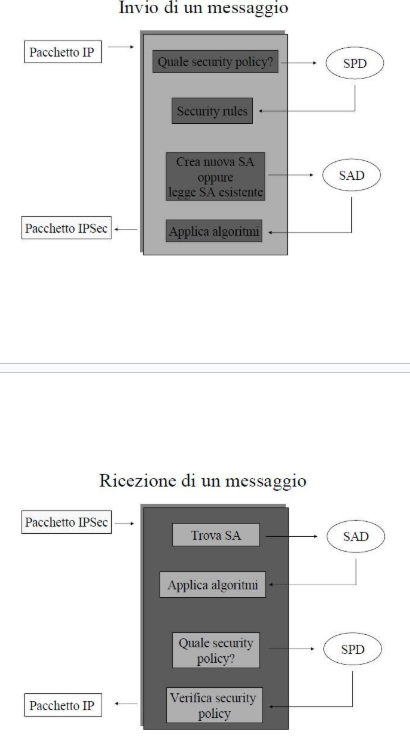 Invio di un messaggio
Pacchetto IP
Quale security policy?
SPD
Security rules
Crea nuova SA
oppure
legge SA esistente
SAD
Pacchetto IPSec
Applica algoritmi
Ricezione di un messaggio
Pacchetto IPSec
Trova SA
SAD
Applica algoritmi
Quale security
policy?
SPD
Pacchetto IP
Verifica security
policy